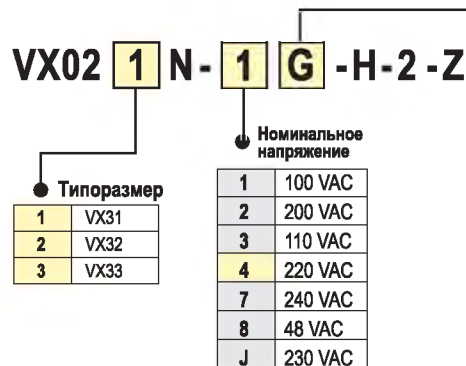 VX02 1 N - 1 G - H - 2 - Z
Номинальное
напряжение
Типоразмер
1 VX31
2 VX32
3 VX33
1 100 VAC
2 200 VAC
3 110 VAC
4 220 VAC
7 240 VAC
8 48 VAC
J 230 VAC